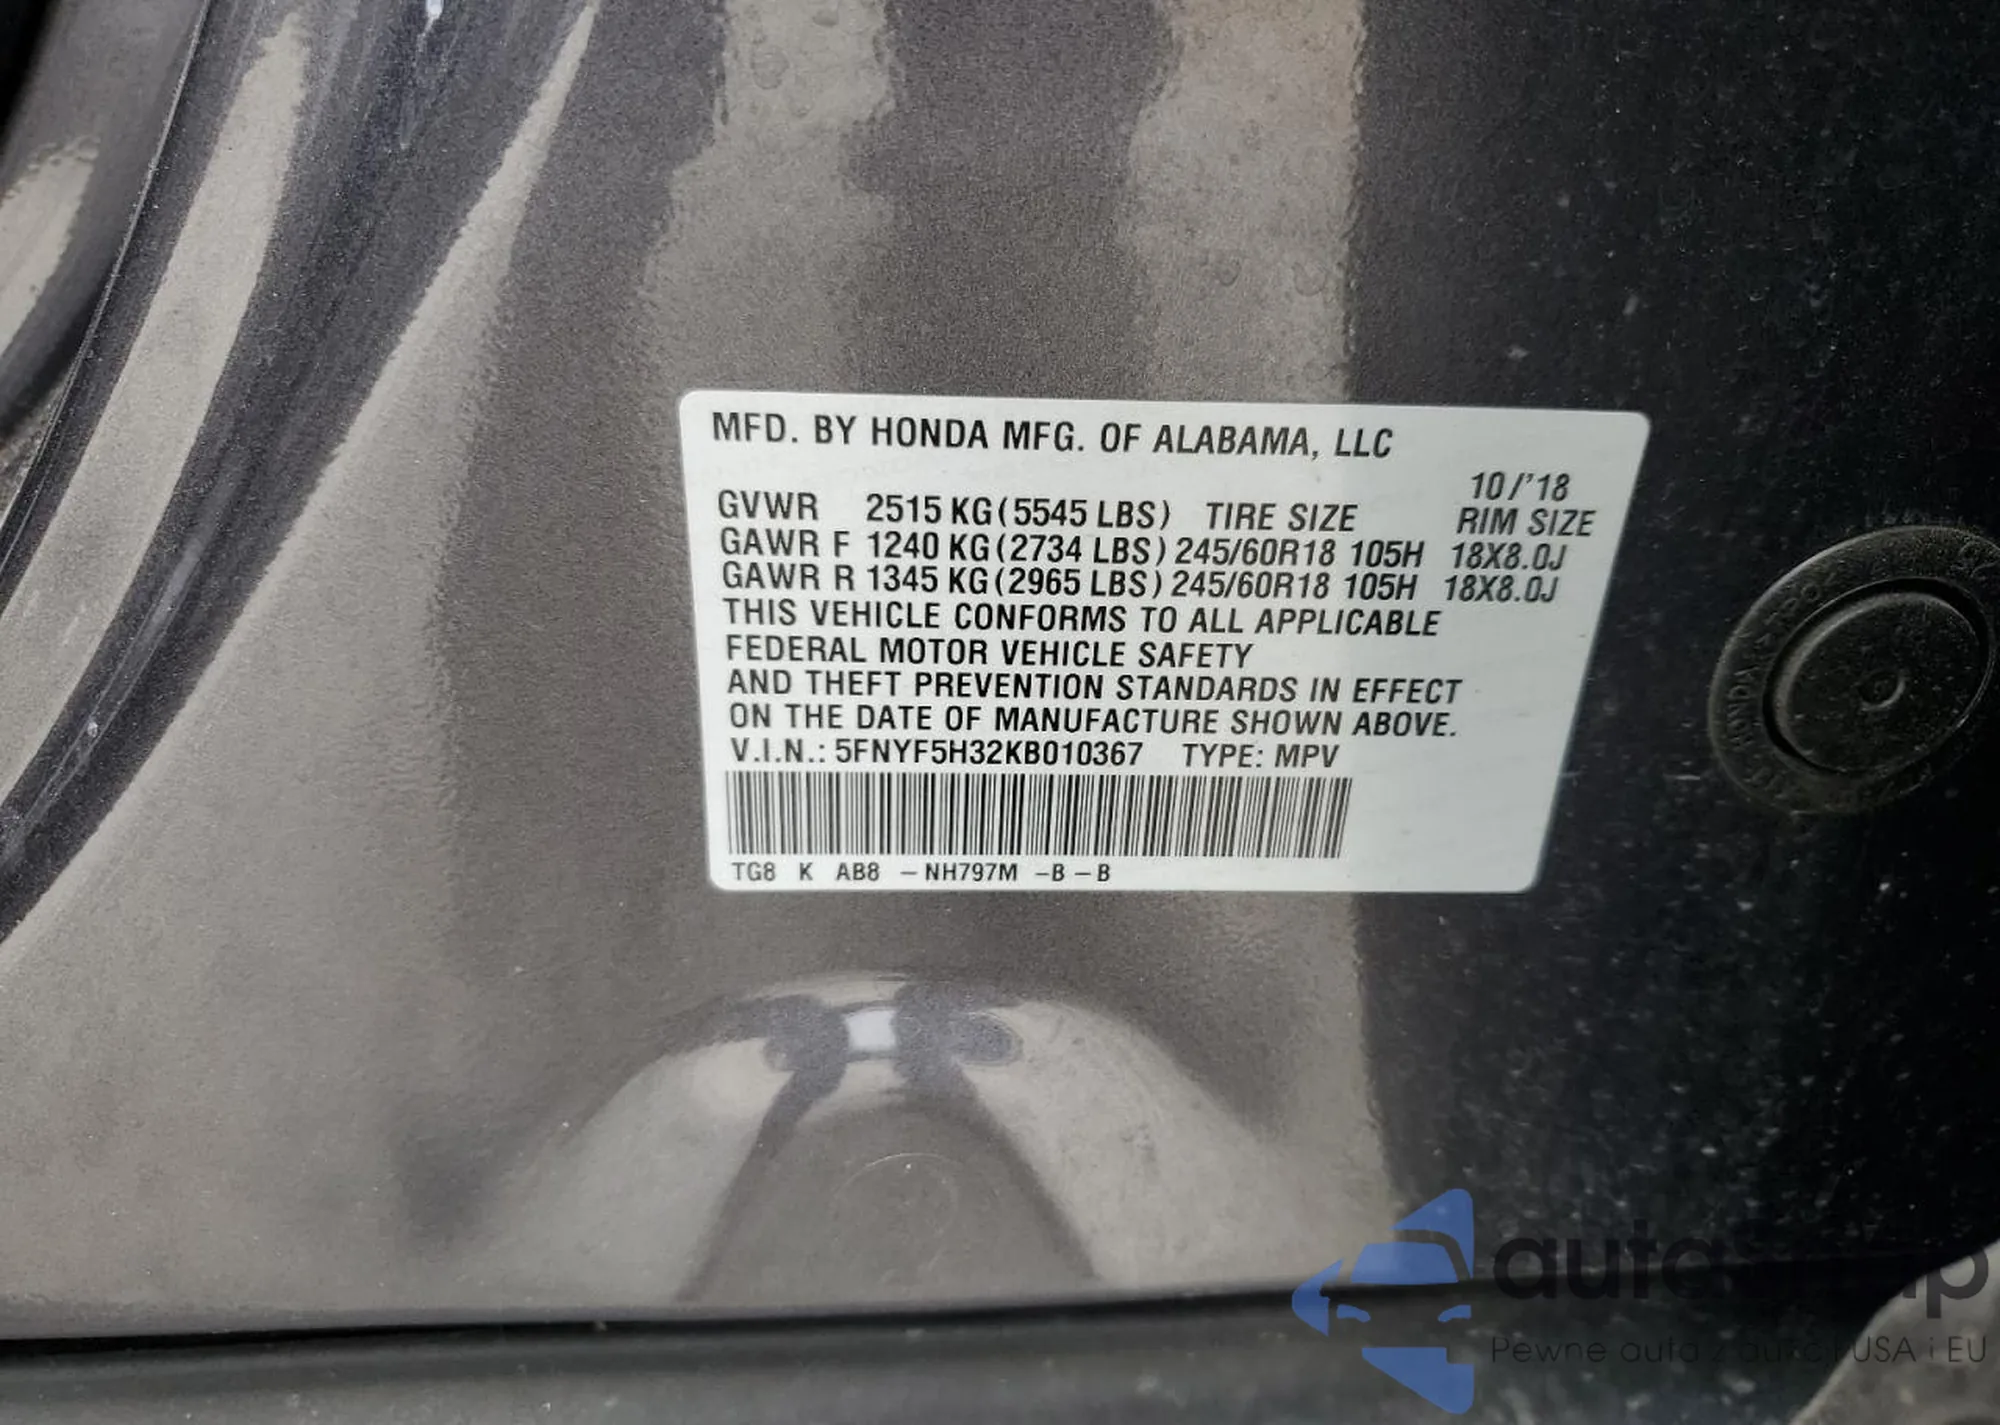 MFD. BY HONDA MFG. OF ALABAMA, LLC
10/'18
GVWR 2515 KG (5545 LBS) TIRE SIZE RIM SIZE
GAWR F 1240 KG (2734 LBS) 245/60R18 105H 18X8.0J
GAWR R 1345 KG (2965 LBS) 245/60R18 105H 18X8.0J
THIS VEHICLE CONFORMS TO ALL APPLICABLE
FEDERAL MOTOR VEHICLE SAFETY
AND THEFT PREVENTION STANDARDS IN EFFECT
ON THE DATE OF MANUFACTURE SHOWN ABOVE.
V.I.N.: 5FNYF5H32KB010367 TYPE: MPV
TG8 K AB8 -NH797M -B-B
HONDA
Pewne auta z USA i EU